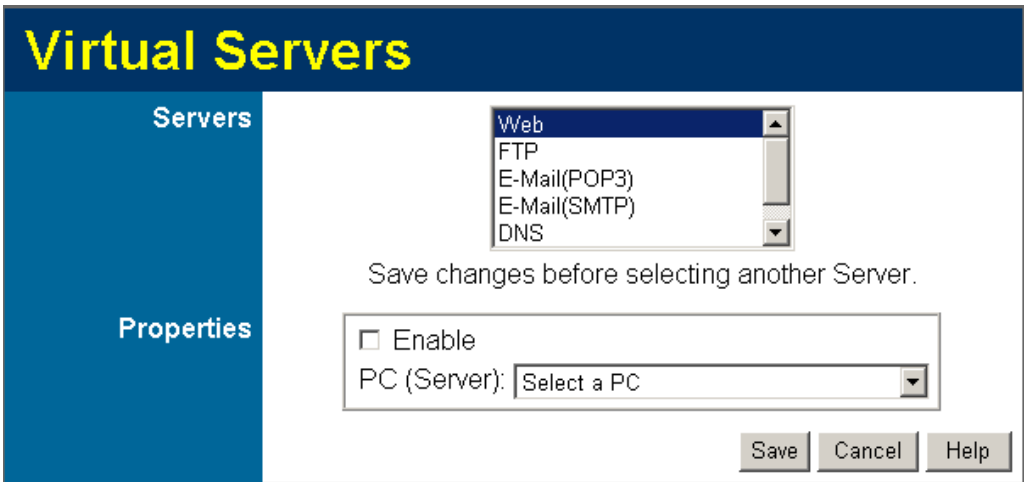 Virtual Servers
Servers
Web
FTP
E-Mail(POP3)
E-Mail(SMTP)
DNS
Save changes before selecting another Server.
Properties
Enable
PC (Server): Select a PC
Save Cancel Help